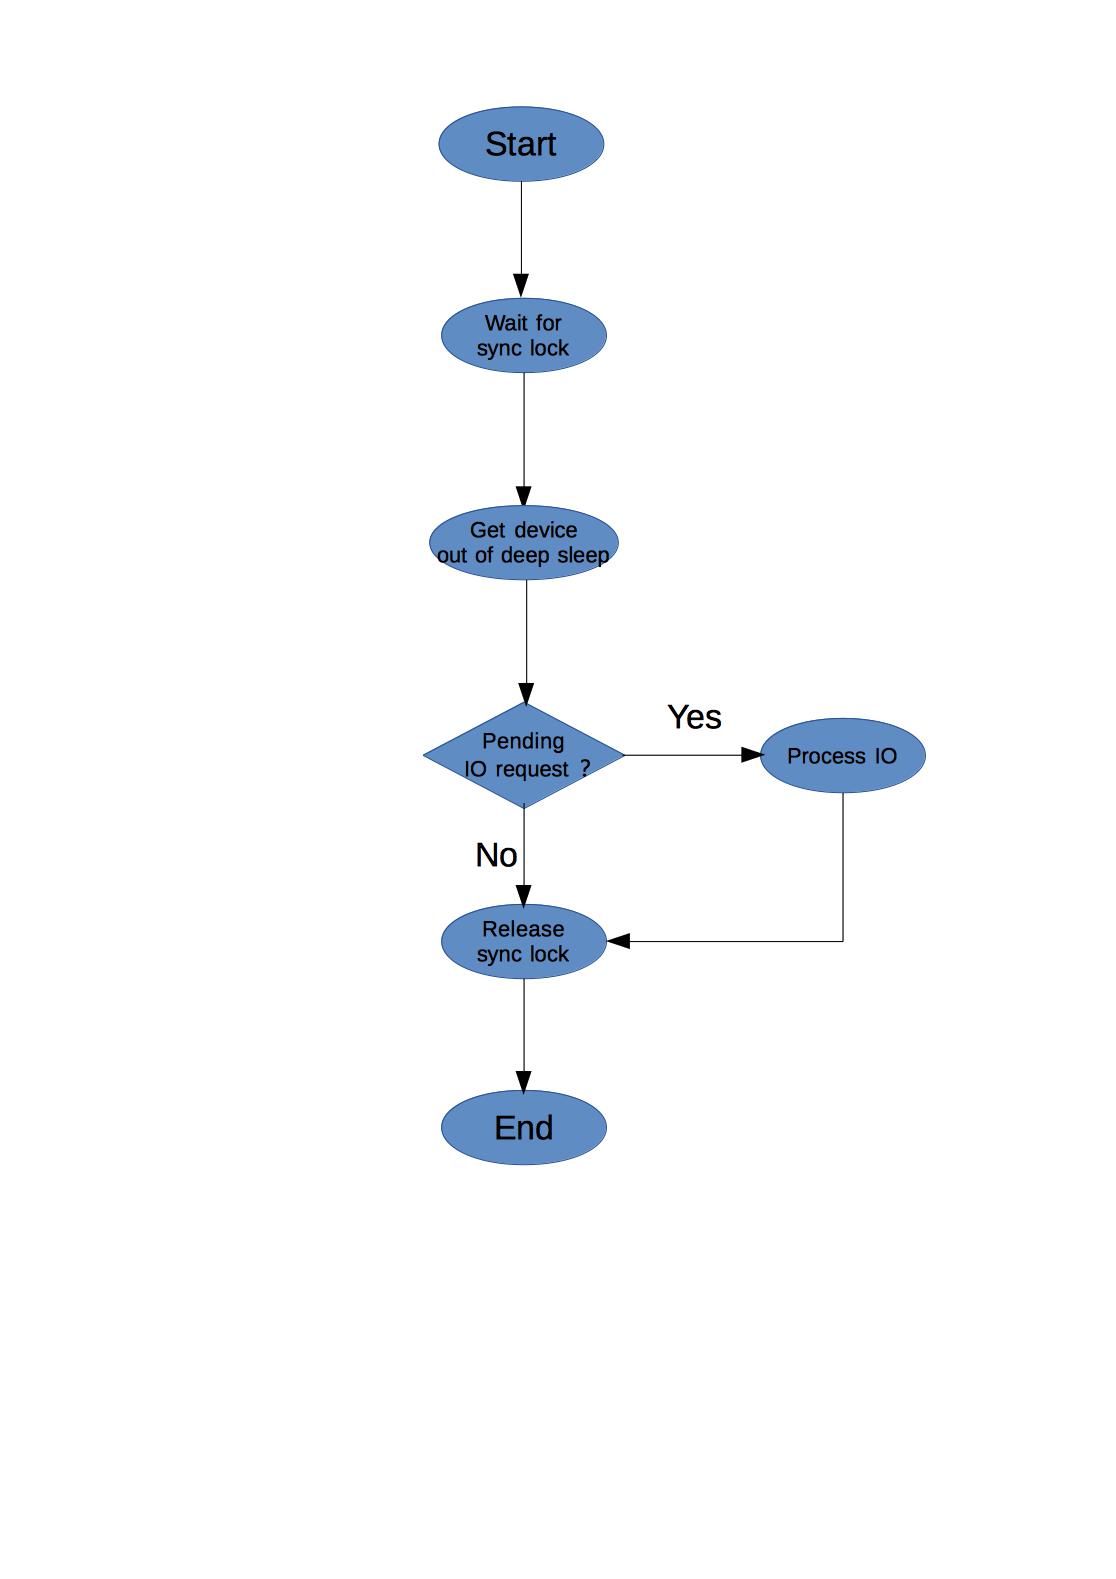 Start
Wait for
sync lock
Get device
out of deep sleep
Pending
IO request ?
Yes
Process IO
No
Release
sync lock
End